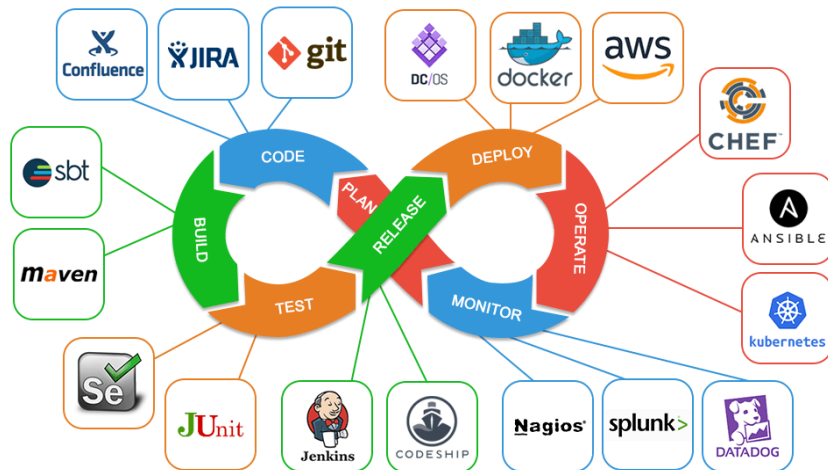 Confluence
JIRA
git
DC/OS
docker
aws
CHEF™
sbt
CODE
PLAN
RELEASE
DEPLOY
BUILD
OPERATE
ANSIBLE
maven
TEST
MONITOR
kubernetes
Se
JUnit
Jenkins
CODESHIP
Nagios®
splunk>
DATADOG